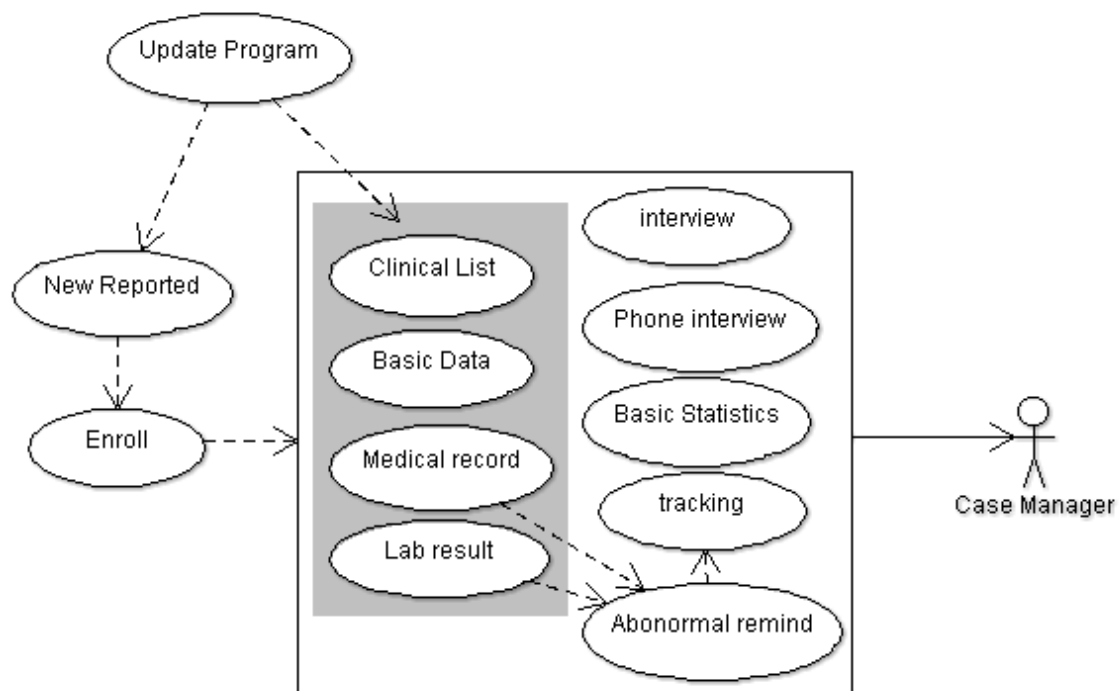 Update Program
New Reported
Enroll
Clinical List
Basic Data
Medical record
Lab result
interview
Phone interview
Basic Statistics
tracking
Abonormal remind
Case Manager